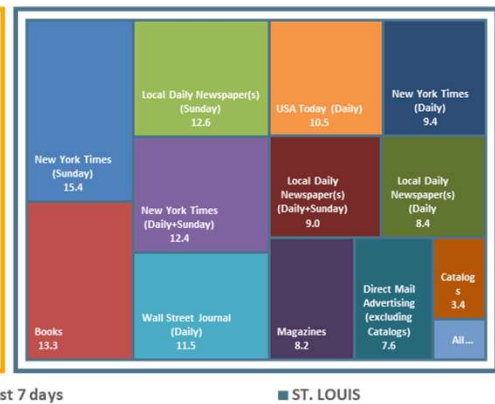 New York Times
(Sunday)
15.4
Books
13.3
Local Daily Newspaper(s)
(Sunday)
12.6
New York Times
(Daily+Sunday)
12.4
Wall Street Journal
(Daily)
11.5
USA Today (Daily)
10.5
New York Times
(Daily)
9.4
Local Daily
Newspaper(s)
(Daily+Sunday)
9.0
Local Daily
Newspaper(s)
(Daily
8.4
Magazines
8.2
Direct Mail
Advertising
(excluding
Catalogs)
7.6
Catalog
s
3.4
All...
st 7 days
ST. LOUIS